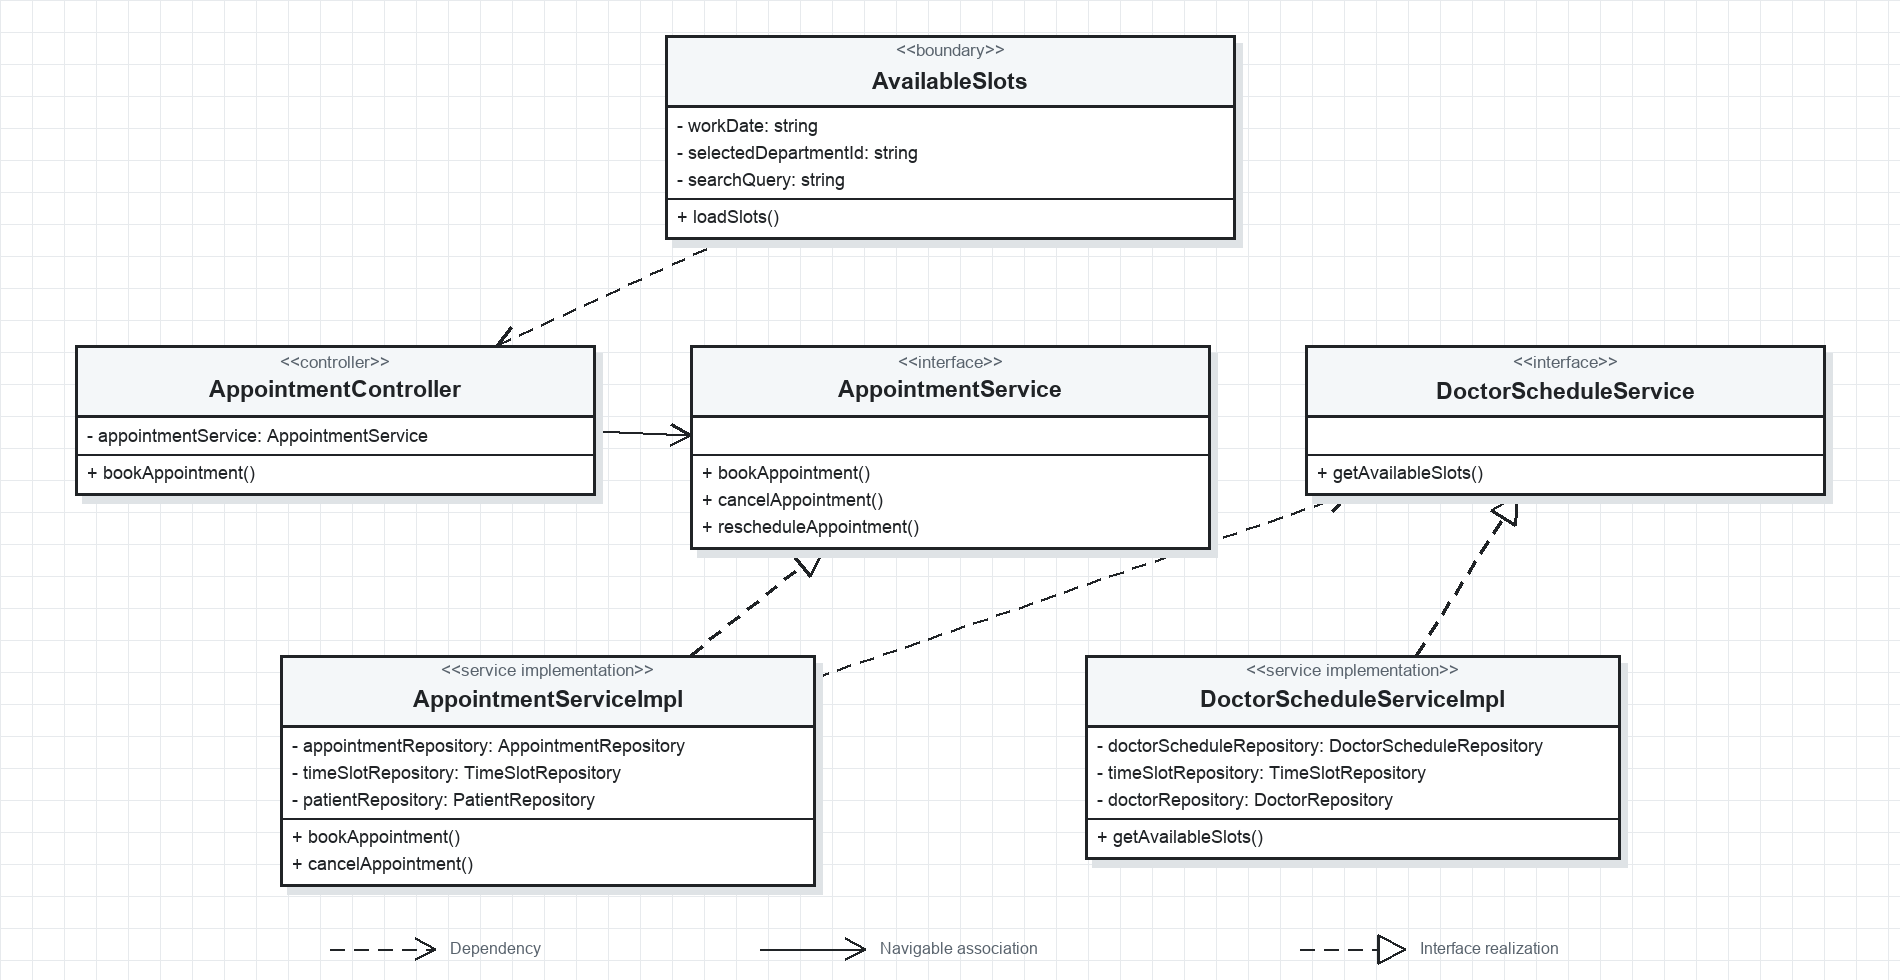 <<boundary>>
AvailableSlots
- workDate: string
- selectedDepartmentId: string
- searchQuery: string
+ loadSlots()
<<controller>>
AppointmentController
- appointmentService: AppointmentService
+ bookAppointment()
<<interface>>
AppointmentService
+ bookAppointment()
+ cancelAppointment()
+ rescheduleAppointment()
<<interface>>
DoctorScheduleService
+ getAvailableSlots()
<<service implementation>>
AppointmentServiceImpl
- appointmentRepository: AppointmentRepository
- timeSlotRepository: TimeSlotRepository
- patientRepository: PatientRepository
+ bookAppointment()
+ cancelAppointment()
<<service implementation>>
DoctorScheduleServiceImpl
- doctorScheduleRepository: DoctorScheduleRepository
- timeSlotRepository: TimeSlotRepository
- doctorRepository: DoctorRepository
+ getAvailableSlots()
Dependency
Navigable association
Interface realization